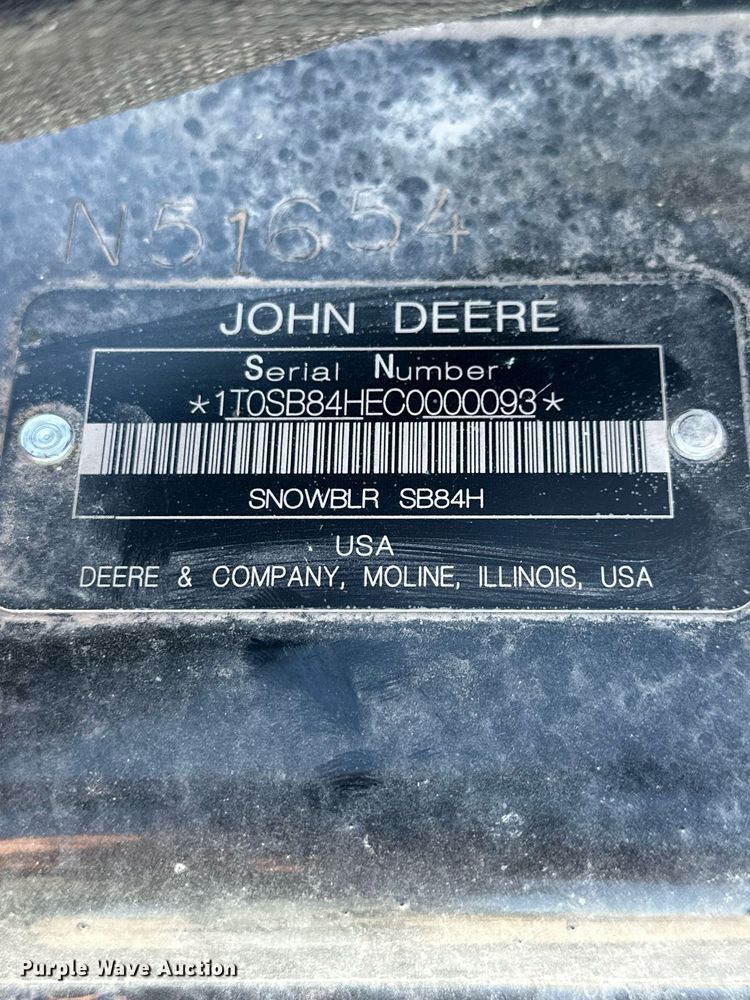 N51654
JOHN DEERE
Serial Number
*1T0SB84HEC0000093*
SNOWBLR SB84H
USA
DEERE & COMPANY, MOLINE, ILLINOIS, USA
Purple Wave Auction